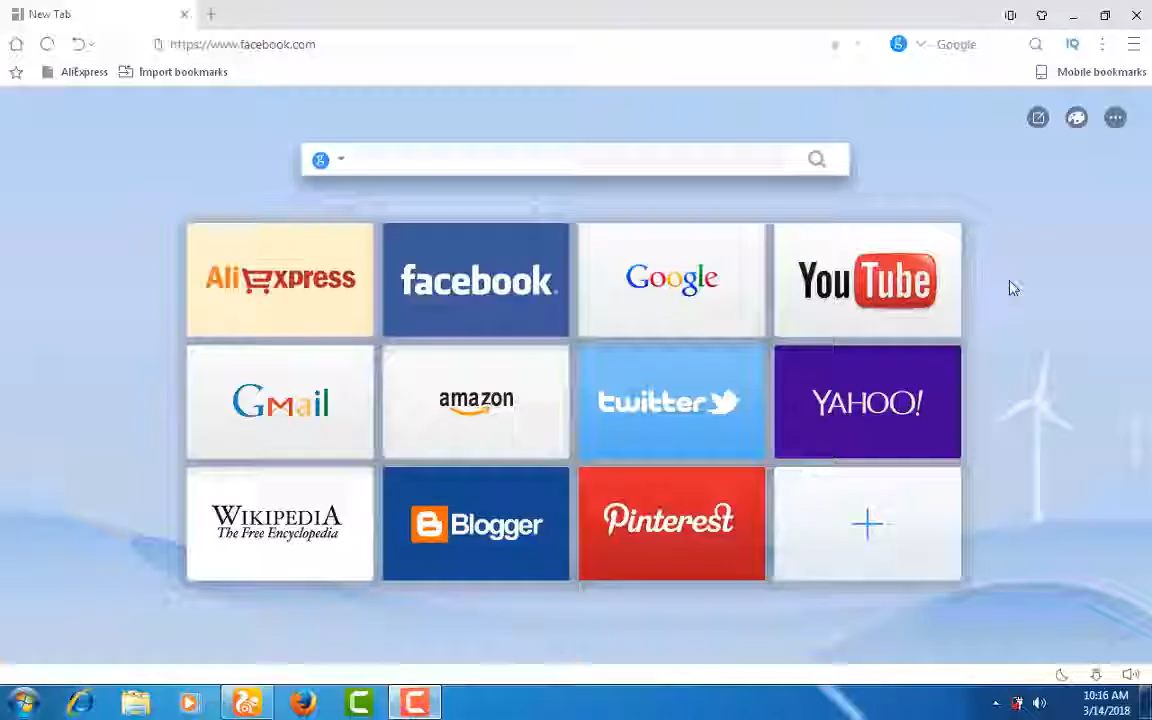 New Tab
https://www.facebook.com
Google
IQ
AliExpress
Import bookmarks
Mobile bookmarks
AliExpress
facebook
Google
YouTube
Gmail
amazon
twitter
YAHOO!
WIKIPEDIA
The Free Encyclopedia
Blogger
Pinterest
10:16 AM
3/14/2018